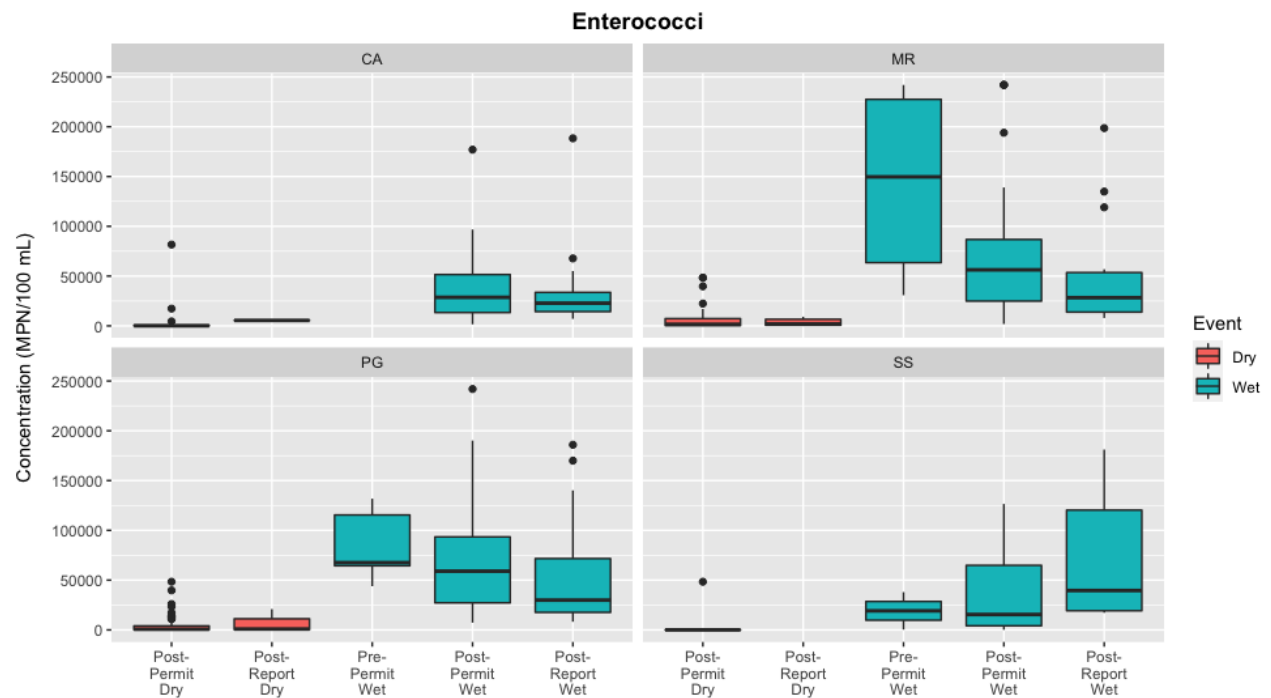 Enterococci
CA
MR
250000
200000
150000
100000
50000
0
PG
SS
250000
200000
150000
100000
50000
0
Concentration (MPN/100 mL)
Post-
Permit
Dry
Post-
Report
Dry
Pre-
Permit
Wet
Post-
Permit
Wet
Post-
Report
Wet
Post-
Permit
Dry
Post-
Report
Dry
Pre-
Permit
Wet
Post-
Permit
Wet
Post-
Report
Wet
Event
Dry
Wet